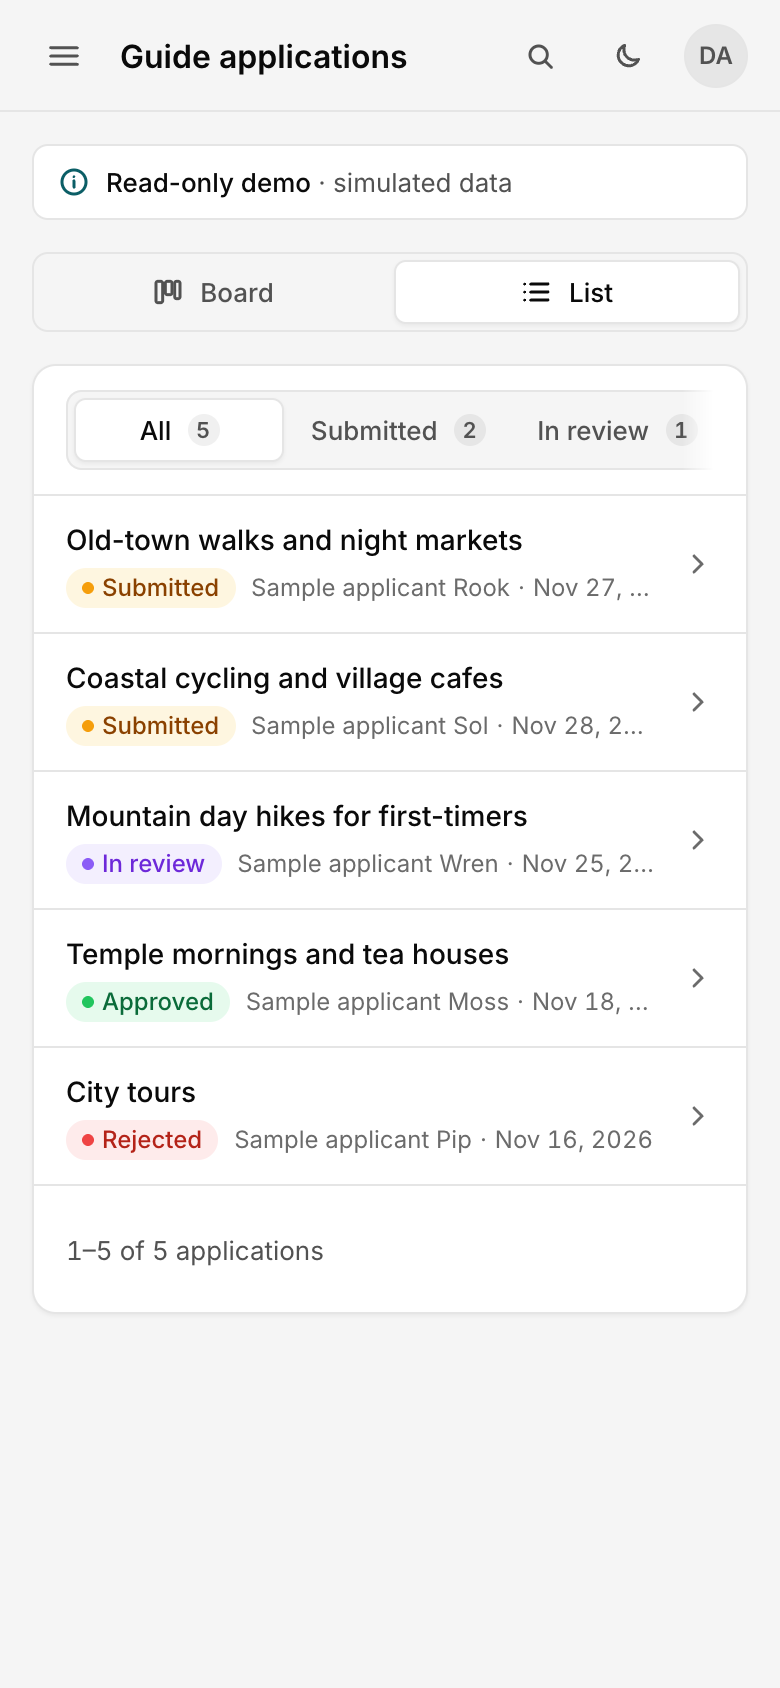 Guide applications
DA
Read-only demo · simulated data
Board
List
All 5 Submitted 2 In review 1
Old-town walks and night markets
Submitted Sample applicant Rook · Nov 27, ...
Coastal cycling and village cafes
Submitted Sample applicant Sol · Nov 28, 2...
Mountain day hikes for first-timers
In review Sample applicant Wren · Nov 25, 2...
Temple mornings and tea houses
Approved Sample applicant Moss · Nov 18, ...
City tours
Rejected Sample applicant Pip · Nov 16, 2026
1–5 of 5 applications